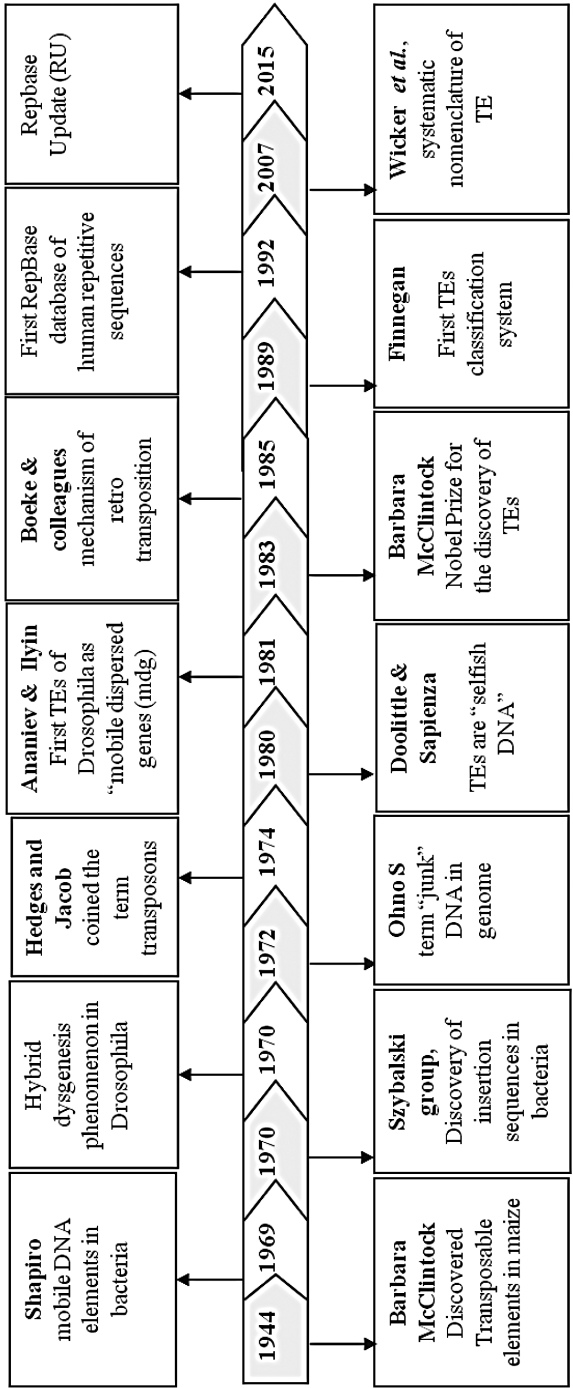 Shapiro
mobile DNA
elements in
bacteria
Hybrid
dysgenesis
phenomenon in
Drosophila
Hedges and
Jacob
coined the
term
transposons
Ananiev & Ilyin
First TEs of
Drosophila as
“mobile dispersed
genes (mdg)
Boeke &
colleagues
mechanism of
retro
transposition
First RepBase
database of
human repetitive
sequences
Repbase
Update (RU)
1944
1969
1970
1970
1972
1974
1980
1981
1983
1985
1989
1992
2007
2015
Barbara
McClintock
Discovered
Transposable
elements in maize
Szybalski
group,
Discovery of
insertion
sequences in
bacteria
Ohno S
term “junk”
DNA in
genome
Doolittle &
Sapienza
TEs are “selfish
DNA”
Barbara
McClintock
Nobel Prize for
the discovery of
TEs
Finnegan
First TEs
classification
system
Wicker et al.,
systematic
nomenclature of
TE